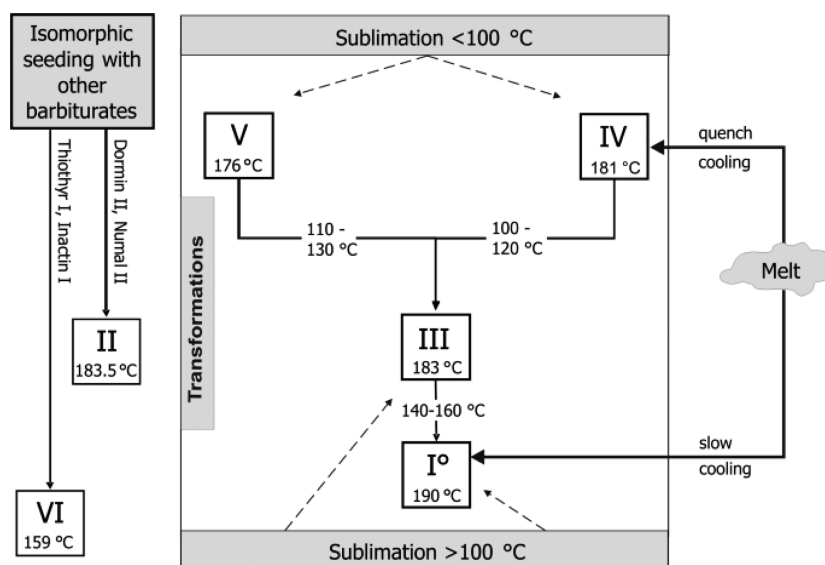 Isomorphic
seeding with
other
barbiturates
Thiothyr I, Inactin I
Dormin II, Numal II
II
183.5 °C
VI
159 °C
Sublimation <100 °C
V
176 °C
IV
181 °C
110 -
130 °C
100 -
120 °C
Transformations
III
183 °C
140-160 °C
I°
190 °C
Sublimation >100 °C
quench
cooling
Melt
slow
cooling